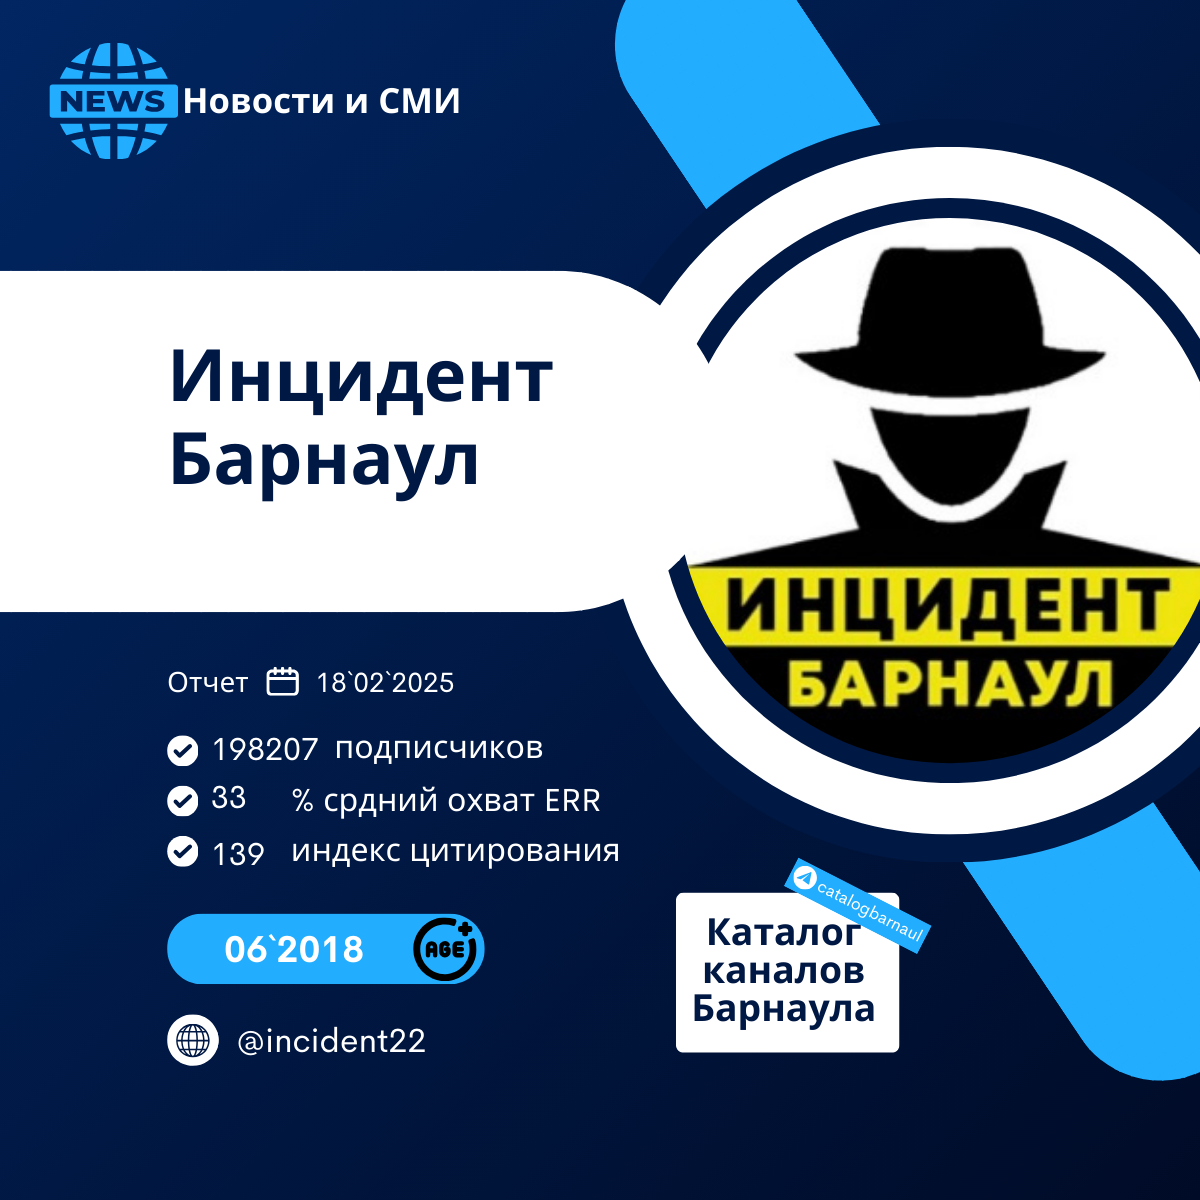 NEWS Новости и СМИ
Инцидент
Барнаул
ИНЦИДЕНТ
БАРНАУЛ
Отчет 18`02`2025
198207 подписчиков
33 % срдний охват ERR
139 индекс цитирования
06`2018 AGE+
@incident22
catalogbarnaul
Каталог
каналов
Барнаула